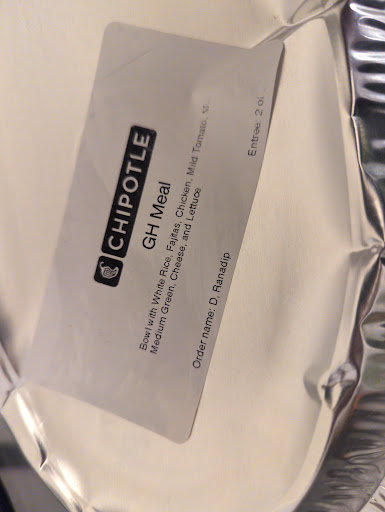 CHIPOTLE
GH Meal
Bowl with White Rice, Fajitas, Chicken, Mild Tomato,
Medium Green, Cheese, and Lettuce
Order name: D, Ranadip
Entree: 2 of